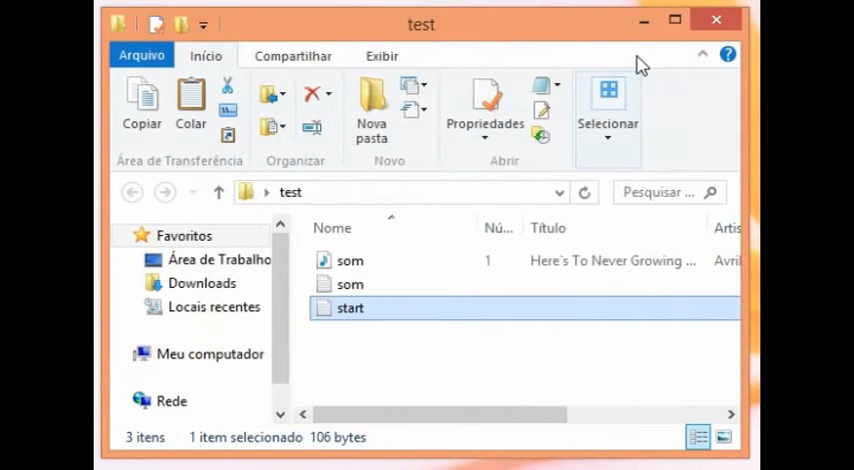 test
Arquivo Início Compartilhar Exibir
Copiar Colar Nova pasta Propriedades Selecionar
Área de Transferência Organizar Novo Abrir
test Pesquisar ...
Nome Nú... Título Artis
Favoritos
Área de Trabalho
Downloads
Locais recentes
Meu computador
Rede
som 1 Here`s To Never Growing ... Avril
som
start
3 itens 1 item selecionado 106 bytes